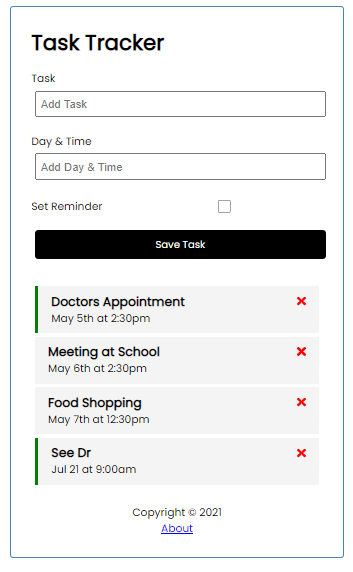 Task Tracker
Task
Add Task
Day & Time
Add Day & Time
Set Reminder
Save Task
Doctors Appointment
May 5th at 2:30pm
Meeting at School
May 6th at 2:30pm
Food Shopping
May 7th at 12:30pm
See Dr
Jul 21 at 9:00am
Copyright © 2021
About